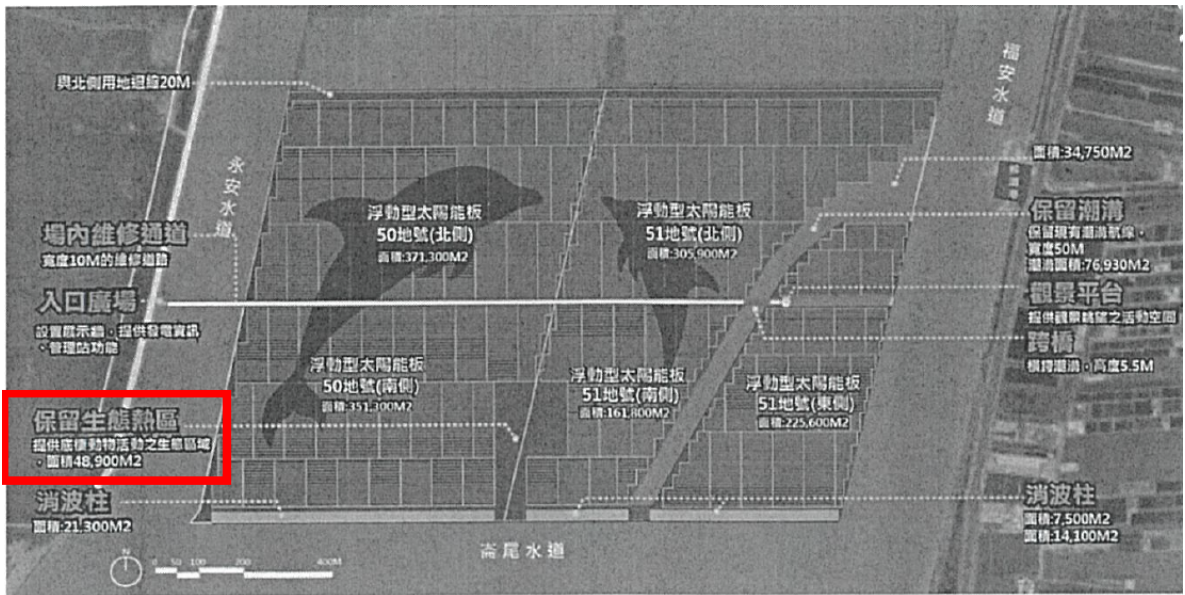 與北側用地退縮20M
永安水道
福安水道
面積:34,750M2
場內維修通道
寬度10M的維修道路
入口廣場
設置展示牆，提供發電資訊
、管理站功能
保留生態熱區
提供底棲動物活動之生態區域
，面積48,900M2
消波柱
面積:21,300M2
浮動型太陽能板
50地號(北側)
面積:371,300M2
浮動型太陽能板
51地號(北側)
面積:305,900M2
浮動型太陽能板
50地號(南側)
面積:351,300M2
浮動型太陽能板
51地號(南側)
面積:161,800M2
浮動型太陽能板
51地號(東側)
面積:225,600M2
保留潮溝
保留現有潮溝航線，
寬度50M
潮溝面積:76,930M2
觀景平台
提供觀景眺望之活動空間
跨橋
橫跨潮溝，高度5.5M
消波柱
面積:7,500M2
面積:14,100M2
崙尾水道
N
0 50 100 200 400M